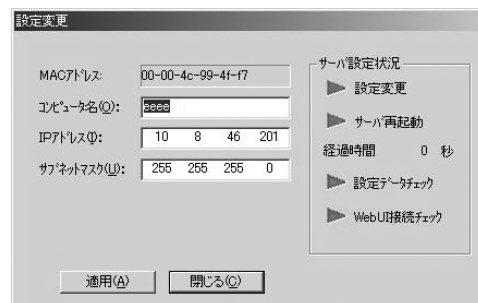 設定変更
MACアドレス: 00-00-4c-99-4f-f7
コンピュータ名(O): eeee
IPアドレス(I): 10 8 46 201
サブネットマスク(U): 255 255 255 0
サーバ設定状況
設定変更
サーバ再起動
経過時間 0 秒
設定データチェック
WebUI接続チェック
適用(A) 閉じる(C)